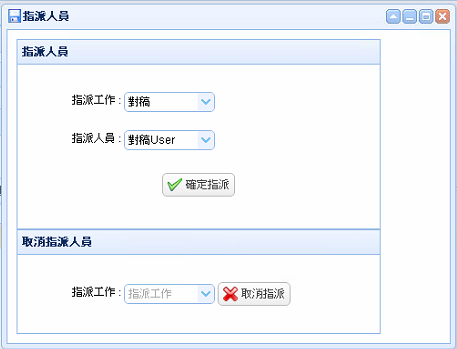 指派人員
指派人員
指派工作 : 對稿
指派人員 : 對稿User
確定指派
取消指派人員
指派工作 : 指派工作 取消指派